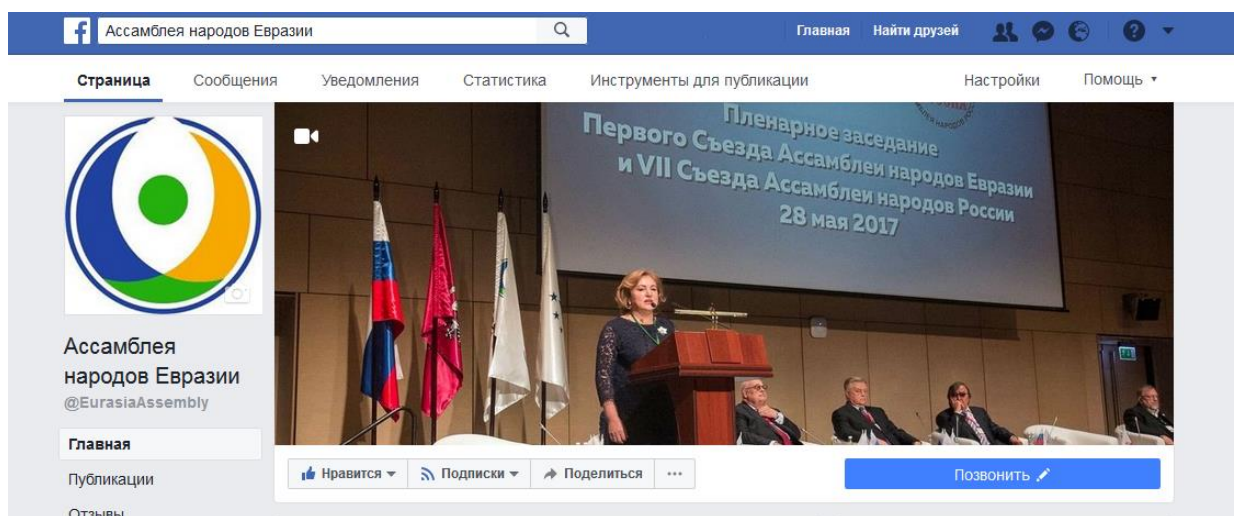 Ассамблея народов Евразии
Главная
Найти друзей
Страница
Сообщения
Уведомления
Статистика
Инструменты для публикации
Настройки
Помощь
Пленарное заседание
Первого Съезда Ассамблеи народов Евразии
и VII Съезда Ассамблеи народов России
28 мая 2017
Ассамблея
народов Евразии
@EurasiaAssembly
Главная
Публикации
Отзывы
Нравится
Подписки
Поделиться
Позвонить